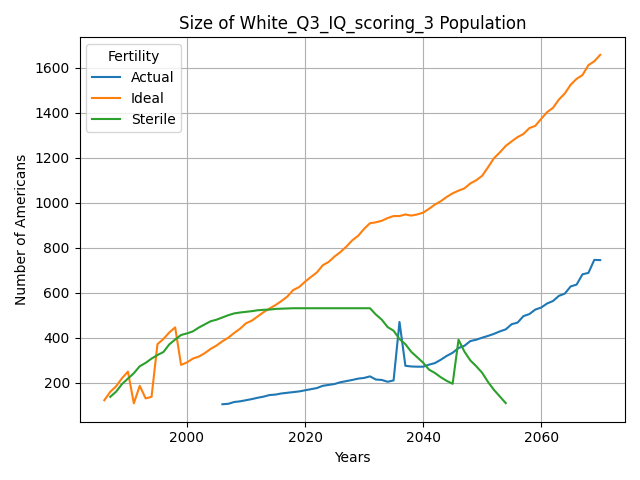 Size of White_Q3_IQ_scoring_3 Population
Fertility
Actual
Ideal
Sterile
Number of Americans
1600
1400
1200
1000
800
600
400
200
2000
2020
2040
2060
Years